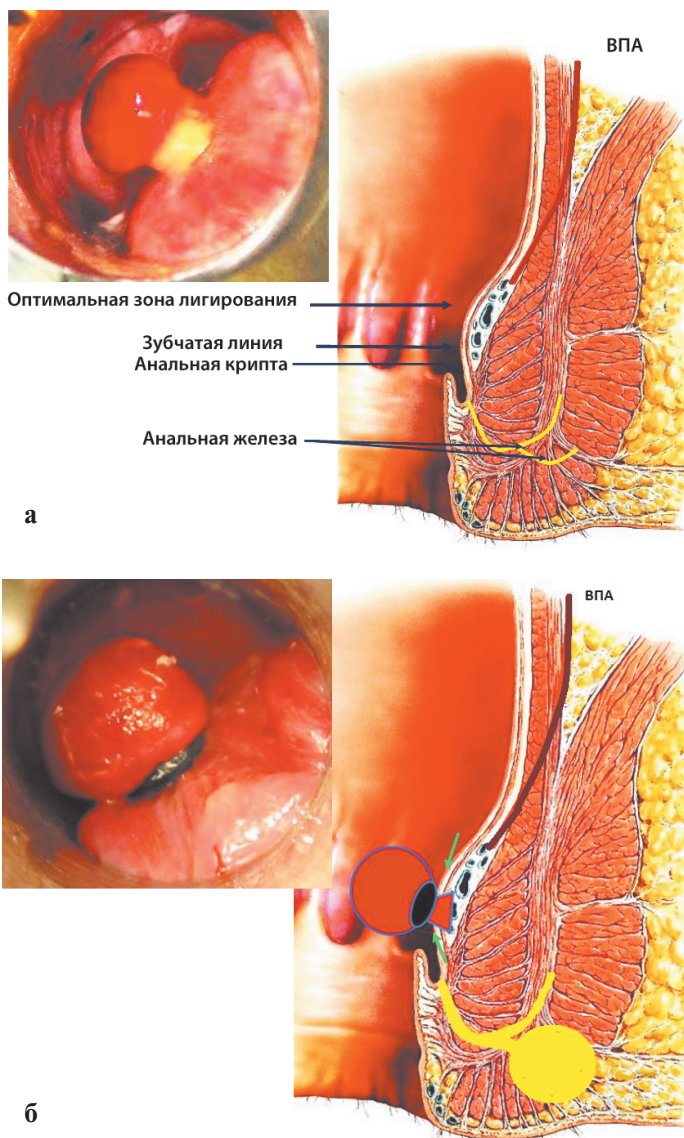 ВПА
Оптимальная зона лигирования
Зубчатая линия
Анальная крипта
Анальная железа
а
ВПА
б